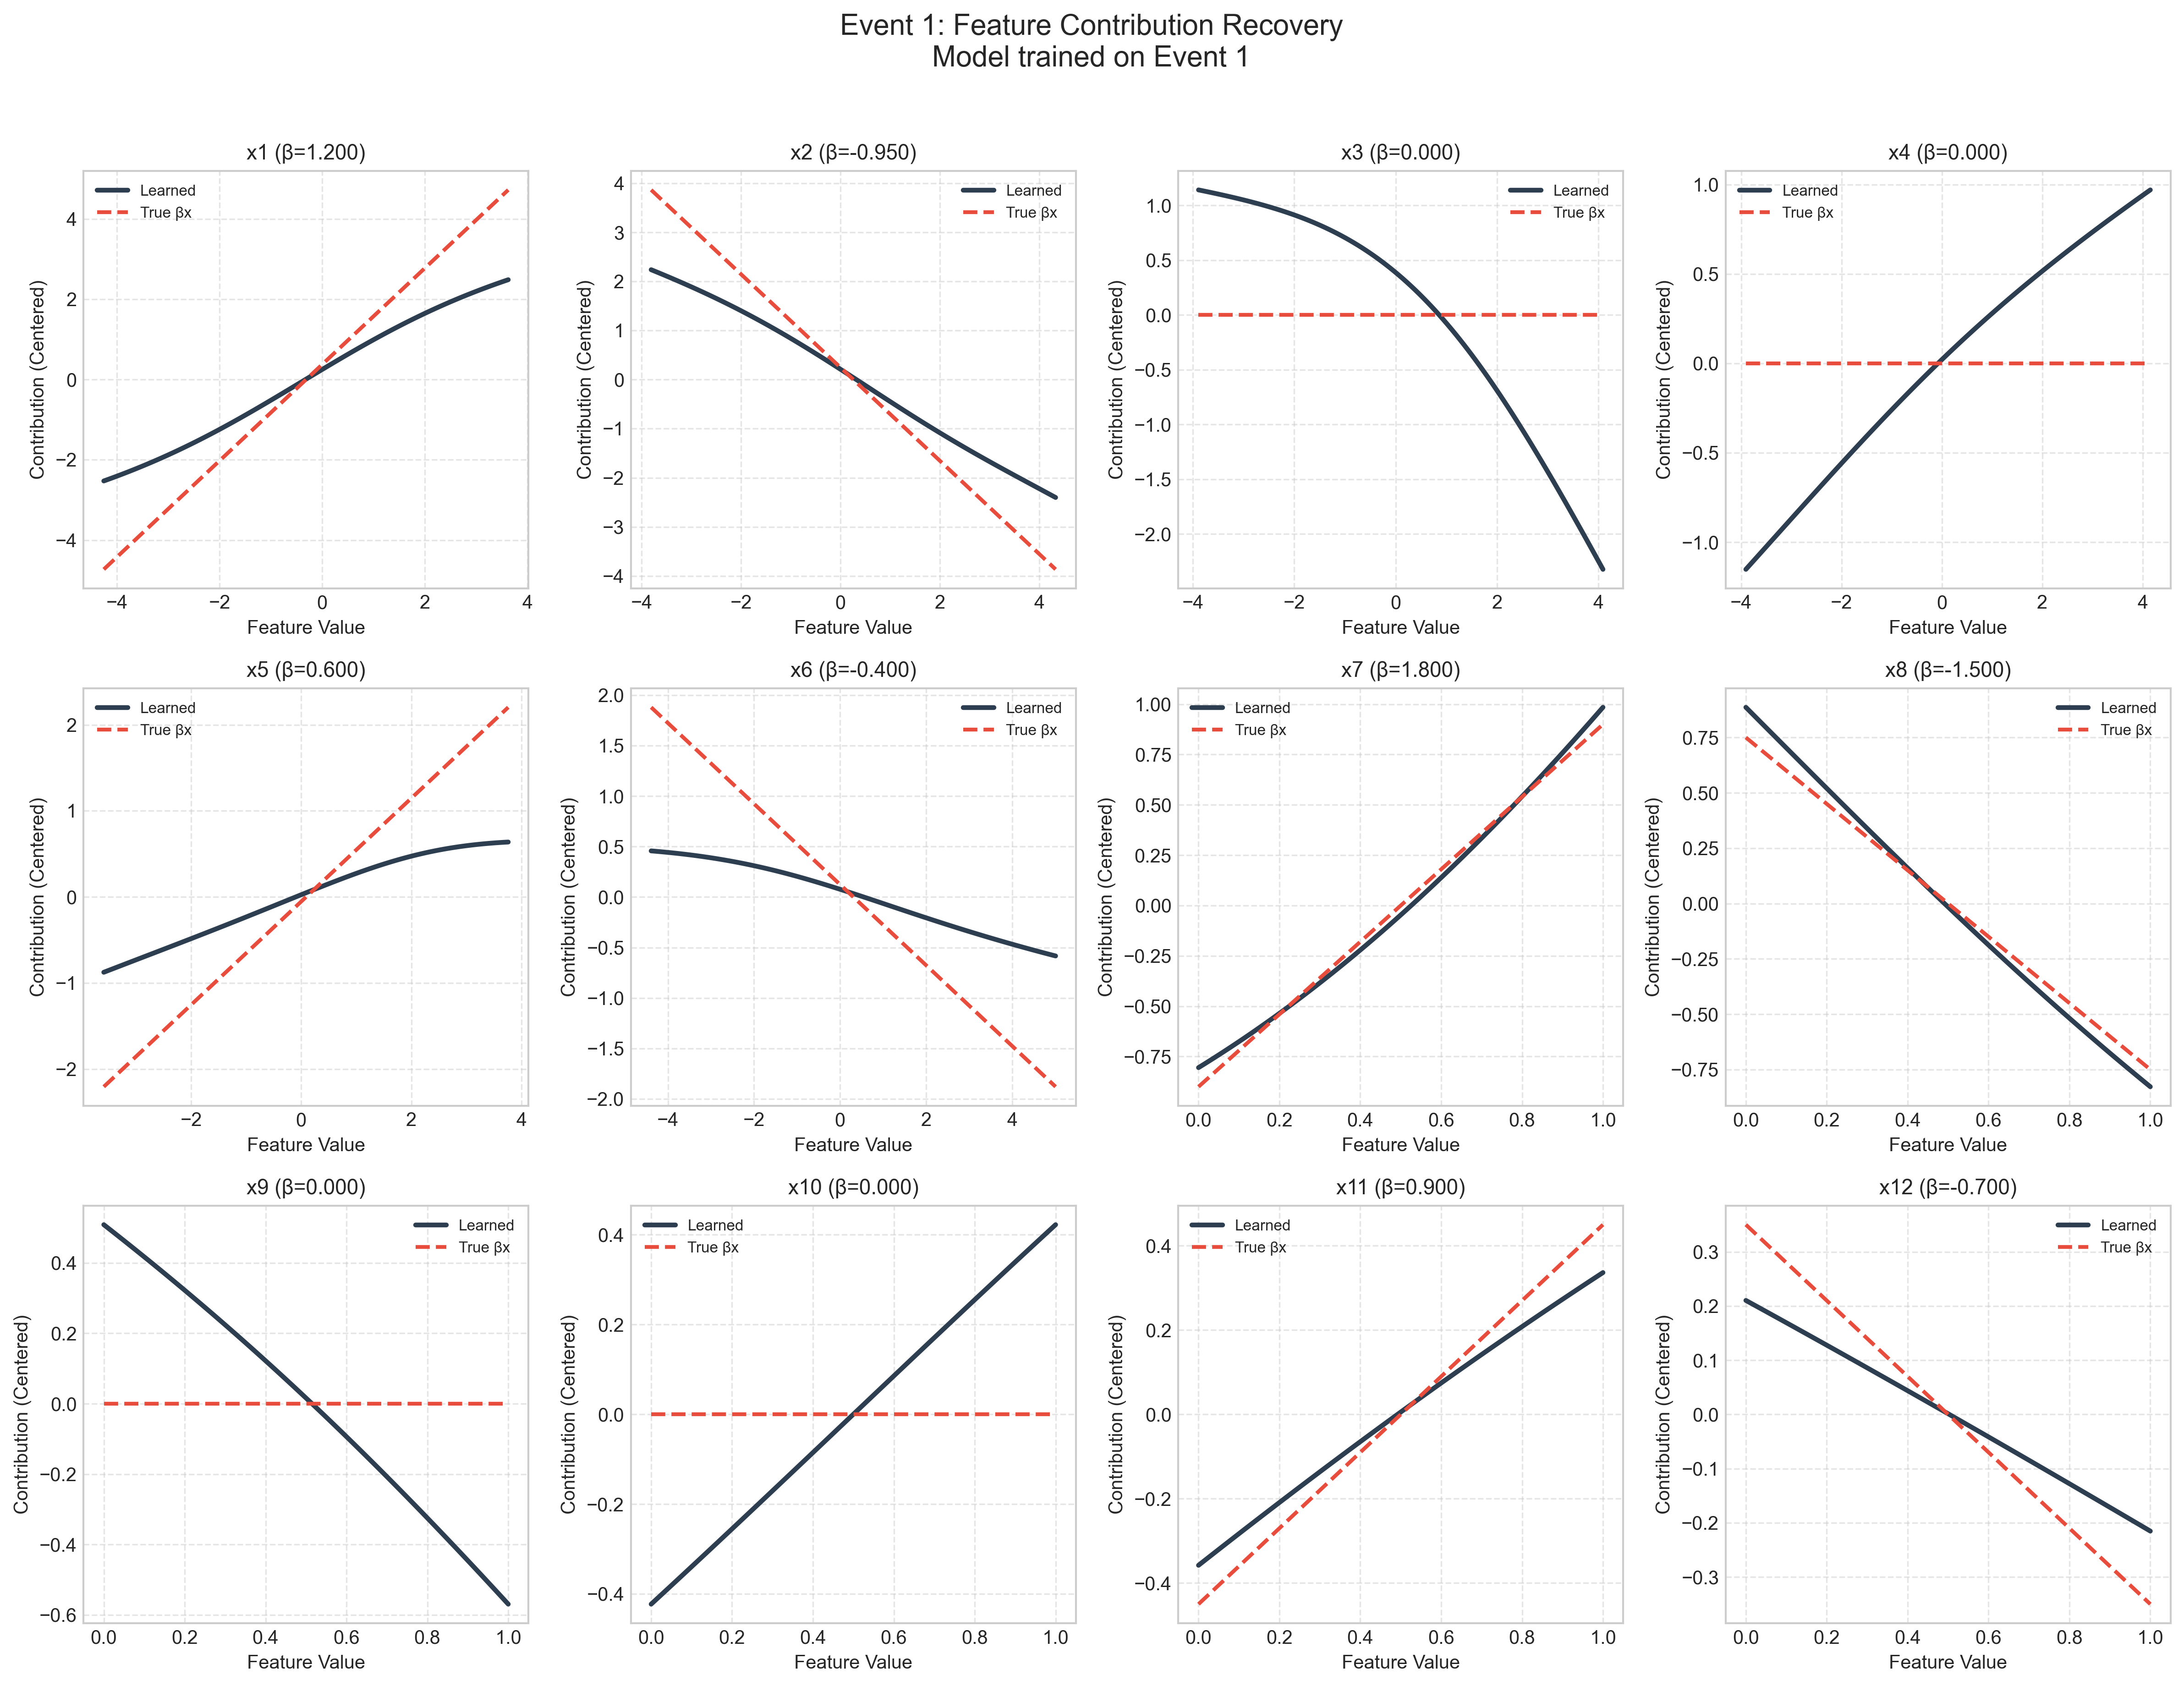 Event 1: Feature Contribution Recovery
Model trained on Event 1
x1 (β=1.200)
Learned
True βx
Contribution (Centered)
4
2
0
−2
−4
−4 −2 0 2 4
Feature Value
x2 (β=-0.950)
Learned
True βx
Contribution (Centered)
4
3
2
1
0
−1
−2
−3
−4
−4 −2 0 2 4
Feature Value
x3 (β=0.000)
Learned
True βx
Contribution (Centered)
1.0
0.5
0.0
−0.5
−1.0
−1.5
−2.0
−4 −2 0 2 4
Feature Value
x4 (β=0.000)
Learned
True βx
Contribution (Centered)
1.0
0.5
0.0
−0.5
−1.0
−4 −2 0 2 4
Feature Value
x5 (β=0.600)
Learned
True βx
Contribution (Centered)
2
1
0
−1
−2
−2 0 2 4
Feature Value
x6 (β=-0.400)
Learned
True βx
Contribution (Centered)
2.0
1.5
1.0
0.5
0.0
−0.5
−1.0
−1.5
−2.0
−4 −2 0 2 4
Feature Value
x7 (β=1.800)
Learned
True βx
Contribution (Centered)
1.00
0.75
0.50
0.25
0.00
−0.25
−0.50
−0.75
0.0 0.2 0.4 0.6 0.8 1.0
Feature Value
x8 (β=-1.500)
Learned
True βx
Contribution (Centered)
0.75
0.50
0.25
0.00
−0.25
−0.50
−0.75
0.0 0.2 0.4 0.6 0.8 1.0
Feature Value
x9 (β=0.000)
Learned
True βx
Contribution (Centered)
0.4
0.2
0.0
−0.2
−0.4
−0.6
0.0 0.2 0.4 0.6 0.8 1.0
Feature Value
x10 (β=0.000)
Learned
True βx
Contribution (Centered)
0.4
0.2
0.0
−0.2
−0.4
0.0 0.2 0.4 0.6 0.8 1.0
Feature Value
x11 (β=0.900)
Learned
True βx
Contribution (Centered)
0.4
0.2
0.0
−0.2
−0.4
0.0 0.2 0.4 0.6 0.8 1.0
Feature Value
x12 (β=-0.700)
Learned
True βx
Contribution (Centered)
0.3
0.2
0.1
0.0
−0.1
−0.2
−0.3
0.0 0.2 0.4 0.6 0.8 1.0
Feature Value